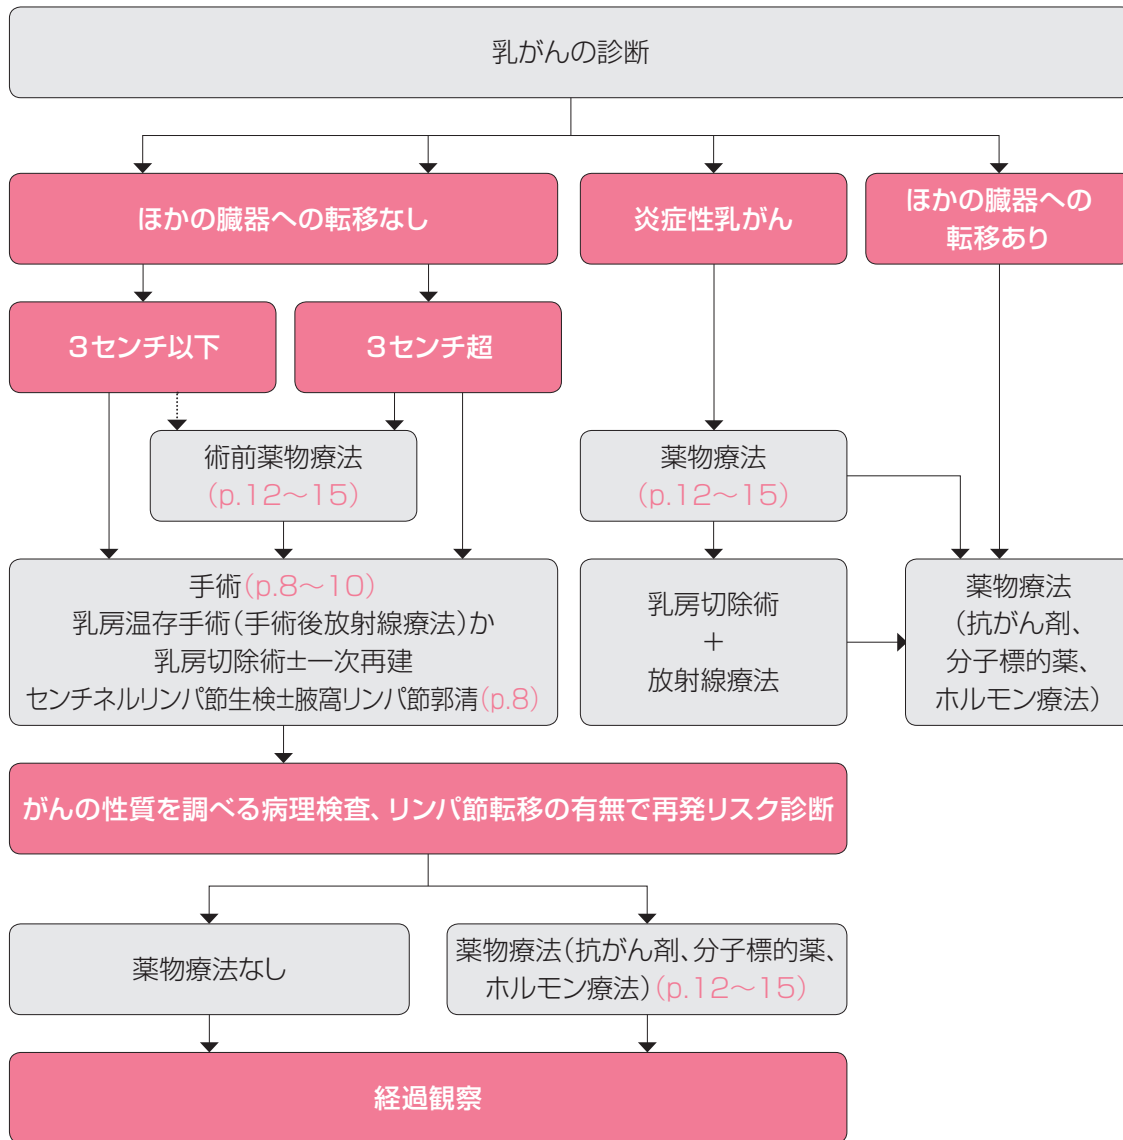 乳がんの診断
ほかの臓器への転移なし
炎症性乳がん
ほかの臓器への
転移あり
3センチ以下
3センチ超
術前薬物療法
(p.12〜15)
薬物療法
(p.12〜15)
手術(p.8〜10)
乳房温存手術(手術後放射線療法)か
乳房切除術±一次再建
センチネルリンパ節生検±腋窩リンパ節郭清(p.8)
乳房切除術
+
放射線療法
薬物療法
(抗がん剤、
分子標的薬、
ホルモン療法)
がんの性質を調べる病理検査、リンパ節転移の有無で再発リスク診断
薬物療法なし
薬物療法(抗がん剤、分子標的薬、
ホルモン療法)(p.12〜15)
経過観察